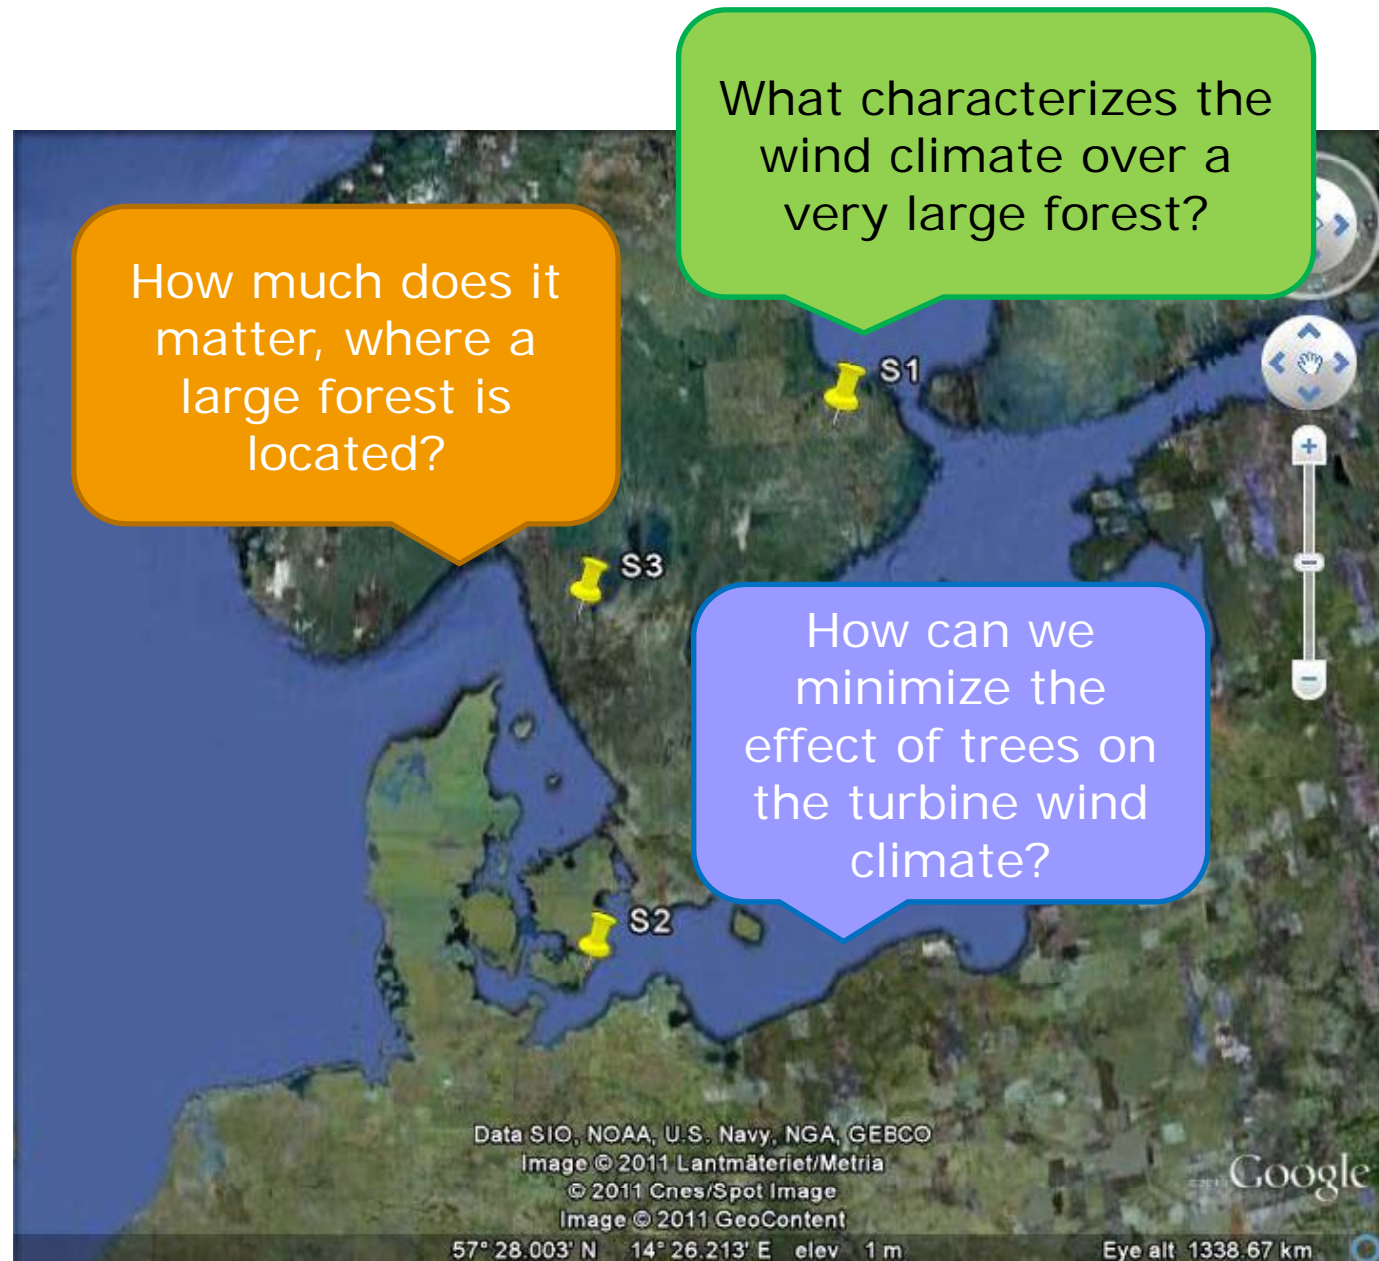 What characterizes the
wind climate over a
very large forest?
How much does it
matter, where a
large forest is
located?
S1
S3
How can we
minimize the
effect of trees on
the turbine wind
climate?
S2
Data SIO, NOAA, U.S. Navy, NGA, GEBCO
Image © 2011 Lantmäteriet/Metria
© 2011 Cnes/Spot Image
Image © 2011 GeoContent
Google
57° 28.003' N 14° 26.213' E elev 1 m Eye alt 1338.67 km